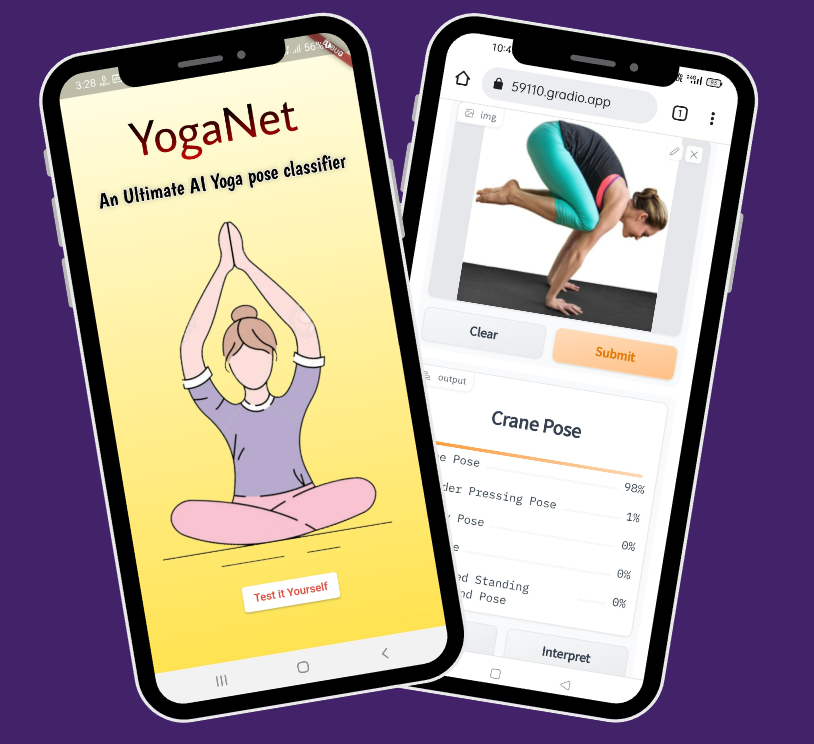 3:28
56%
YogaNet
An Ultimate AI Yoga pose classifier
Test it Yourself
10:4
59110.gradio.app
1
img
Clear
Submit
output
Crane Pose
e Pose
98%
der Pressing Pose
1%
Pose
0%
e
0%
ed Standing
nd Pose
0%
Interpret